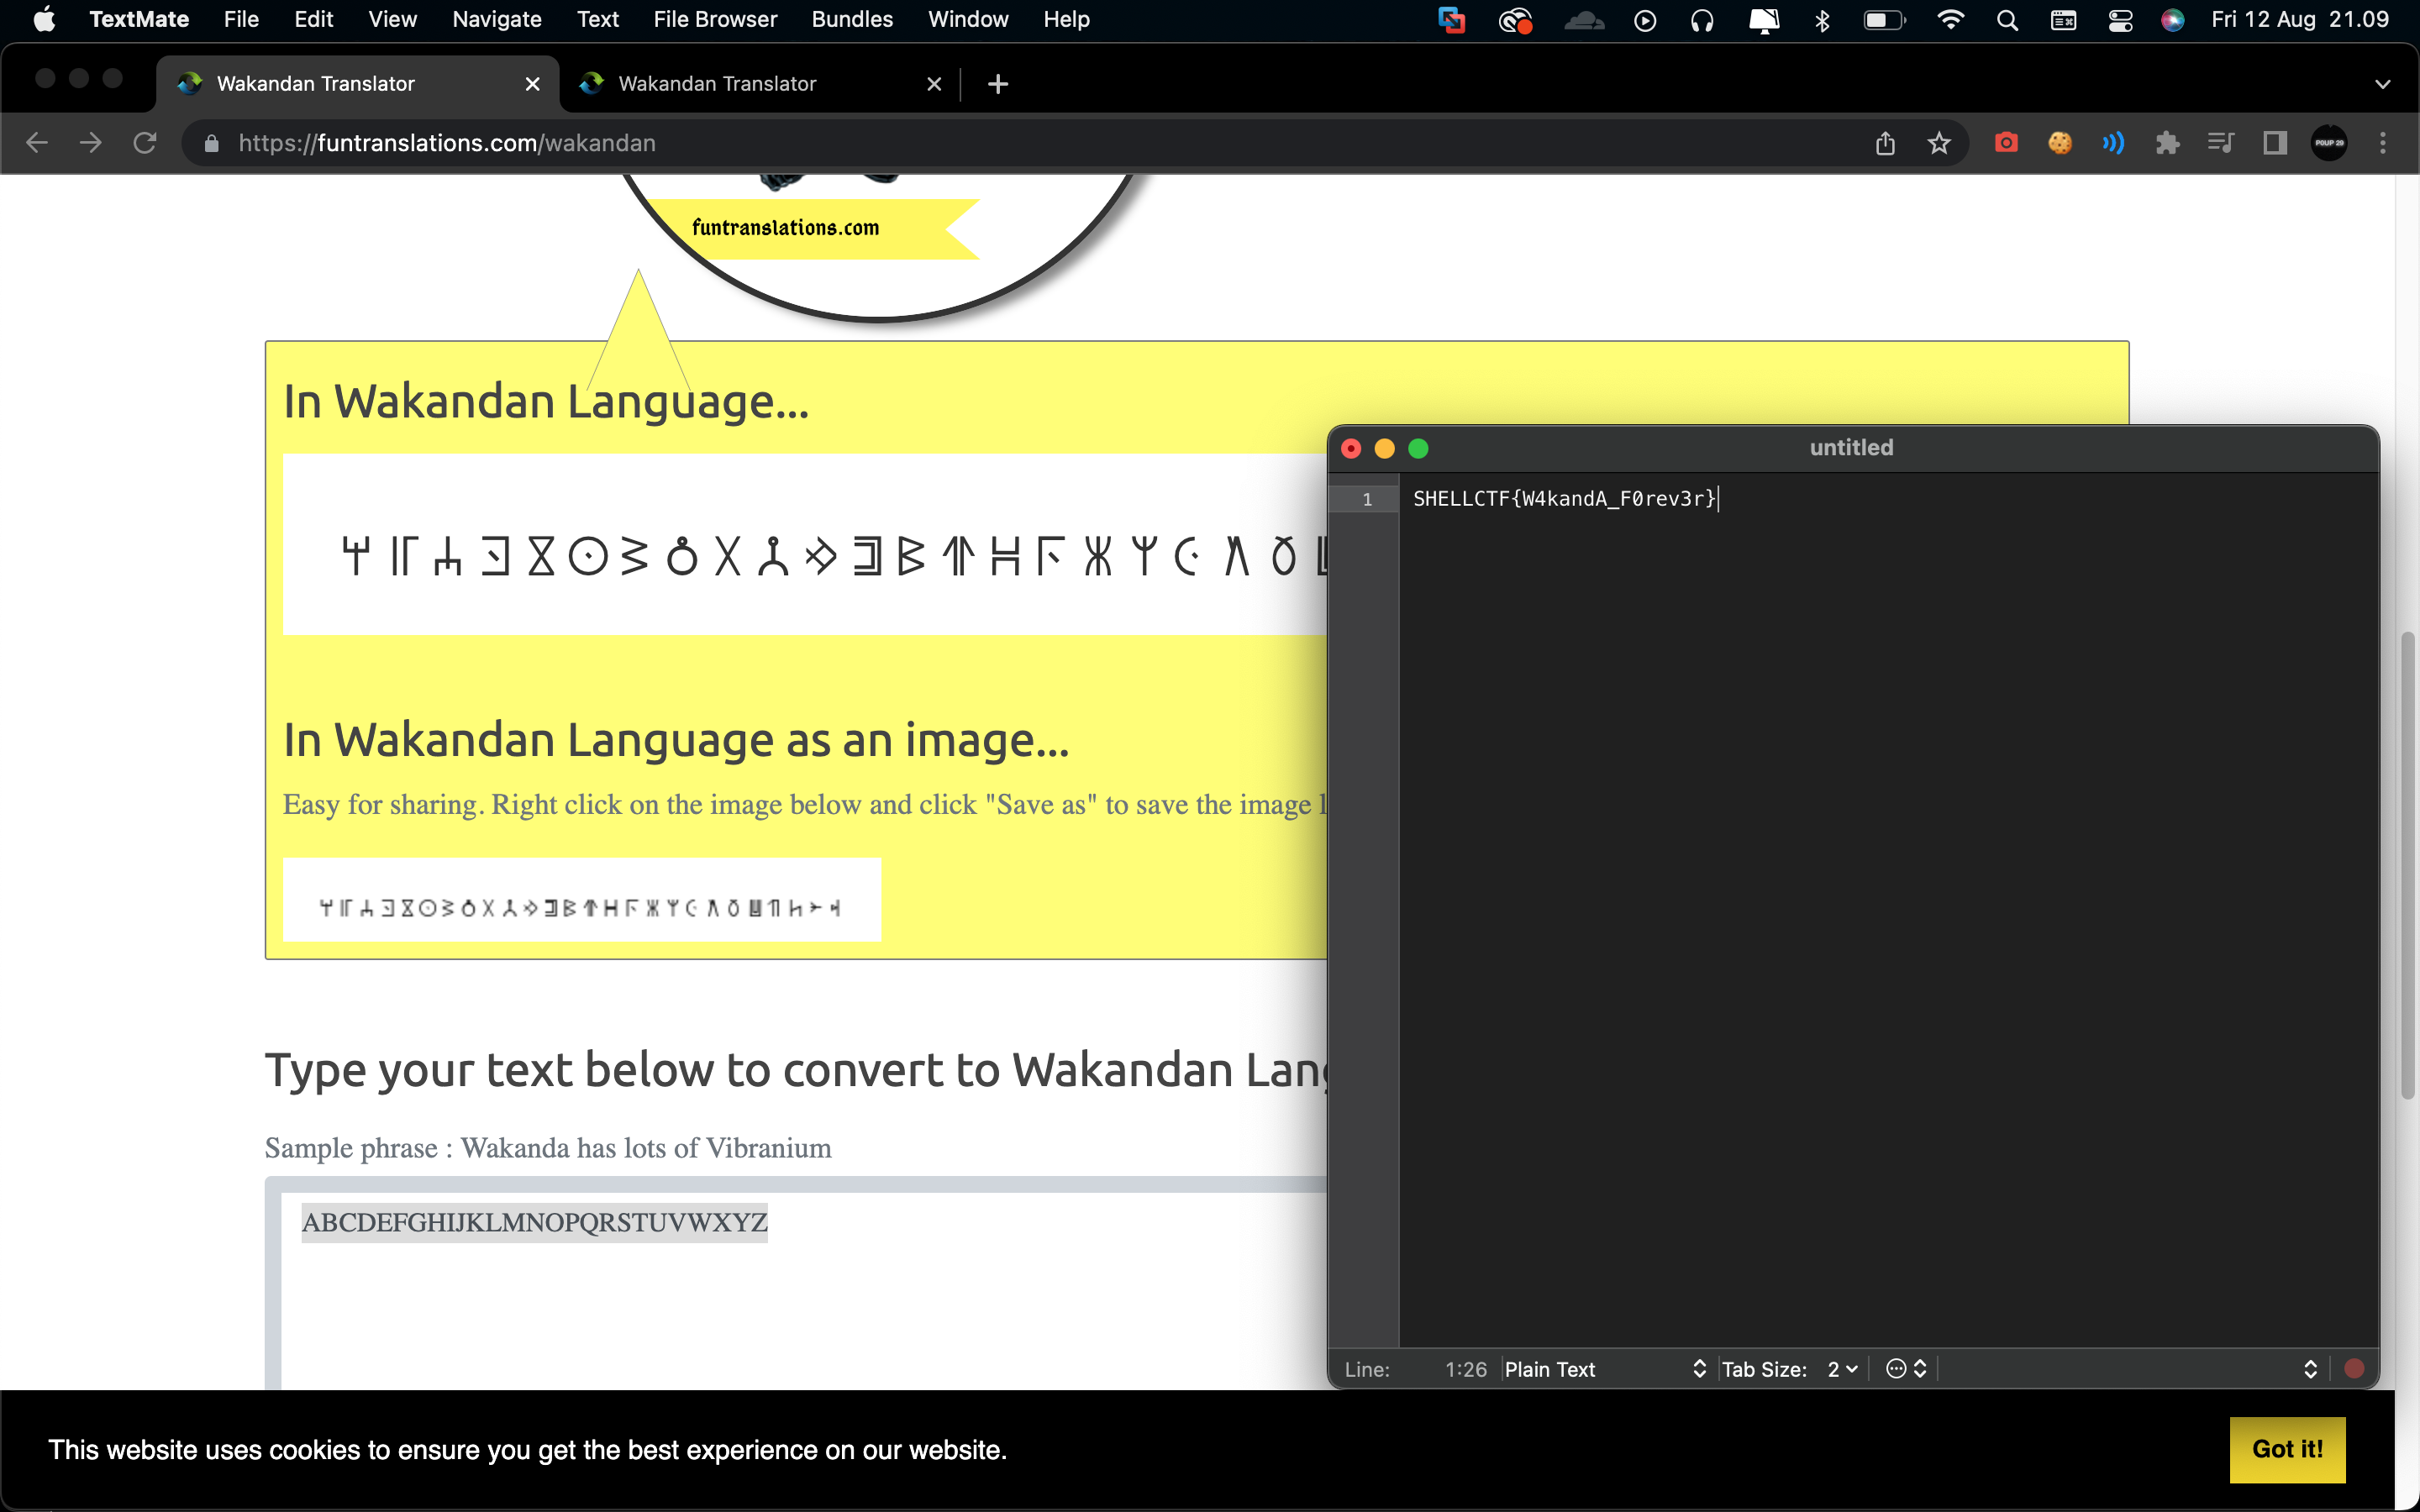 TextMate File Edit View Navigate Text File Browser Bundles Window Help Fri 12 Aug 21.09
Wakandan Translator Wakandan Translator
https://funtranslations.com/wakandan
funtranslations.com
In Wakandan Language...
In Wakandan Language as an image...
Easy for sharing. Right click on the image below and click "Save as" to save the image
Type your text below to convert to Wakandan
Sample phrase : Wakanda has lots of Vibranium
ABCDEFGHIJKLMNOPQRSTUVWXYZ
untitled
1 SHELLCTF{W4kandA_F0rev3r}
Line: 1:26 Plain Text Tab Size: 2
This website uses cookies to ensure you get the best experience on our website.
Got it!